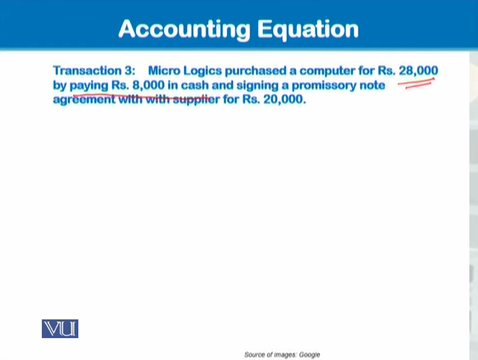 Accounting Equation
Transaction 3: Micro Logics purchased a computer for Rs. 28,000
by paying Rs. 8,000 in cash and signing a promissory note
agreement with with supplier for Rs. 20,000.
VU
Source of images: Google